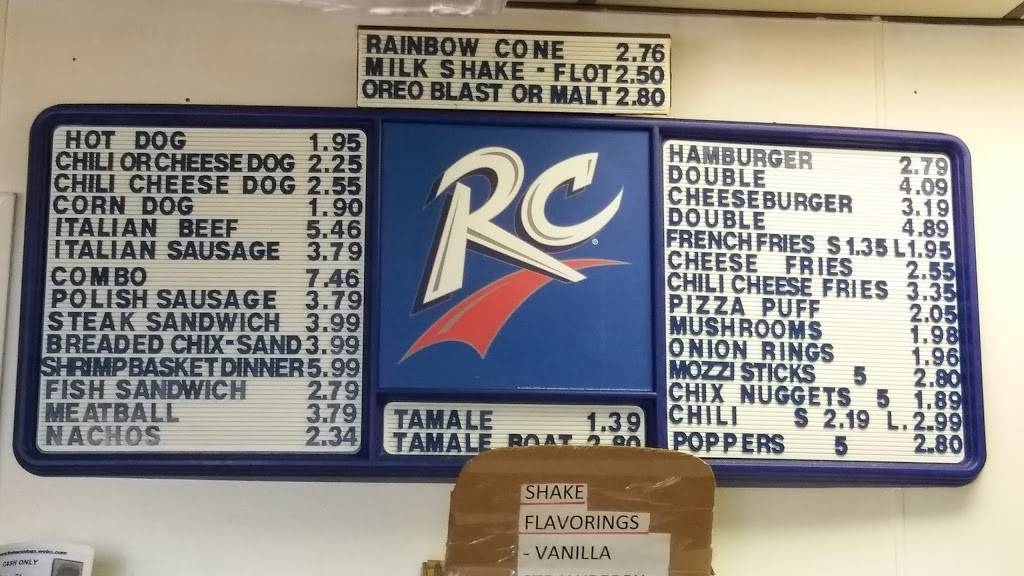 RAINBOW CONE 2.76
MILK SHAKE - FLOT 2.50
OREO BLAST OR MALT 2.80
HOT DOG 1.95
CHILI OR CHEESE DOG 2.25
CHILI CHEESE DOG 2.55
CORN DOG 1.90
ITALIAN BEEF 5.46
ITALIAN SAUSAGE 3.79
COMBO 7.46
POLISH SAUSAGE 3.79
STEAK SANDWICH 3.99
BREADED CHIX-SAND 3.99
SHRIMP BASKET DINNER 5.99
FISH SANDWICH 2.79
MEATBALL 3.79
NACHOS 2.34
RC
TAMALE 1.39
TAMALE BOAT 2.80
HAMBURGER 2.79
DOUBLE 4.09
CHEESEBURGER 3.19
DOUBLE 4.89
FRENCH FRIES S 1.35 L 1.95
CHEESE FRIES 2.55
CHILI CHEESE FRIES 3.35
PIZZA PUFF 2.05
MUSHROOMS 1.98
ONION RINGS 1.96
MOZZI STICKS 5 2.80
CHIX NUGGETS 5 1.89
CHILI S 2.19 L. 2.99
POPPERS 5 2.80
SHAKE
FLAVORINGS
- VANILLA
CASH ONLY